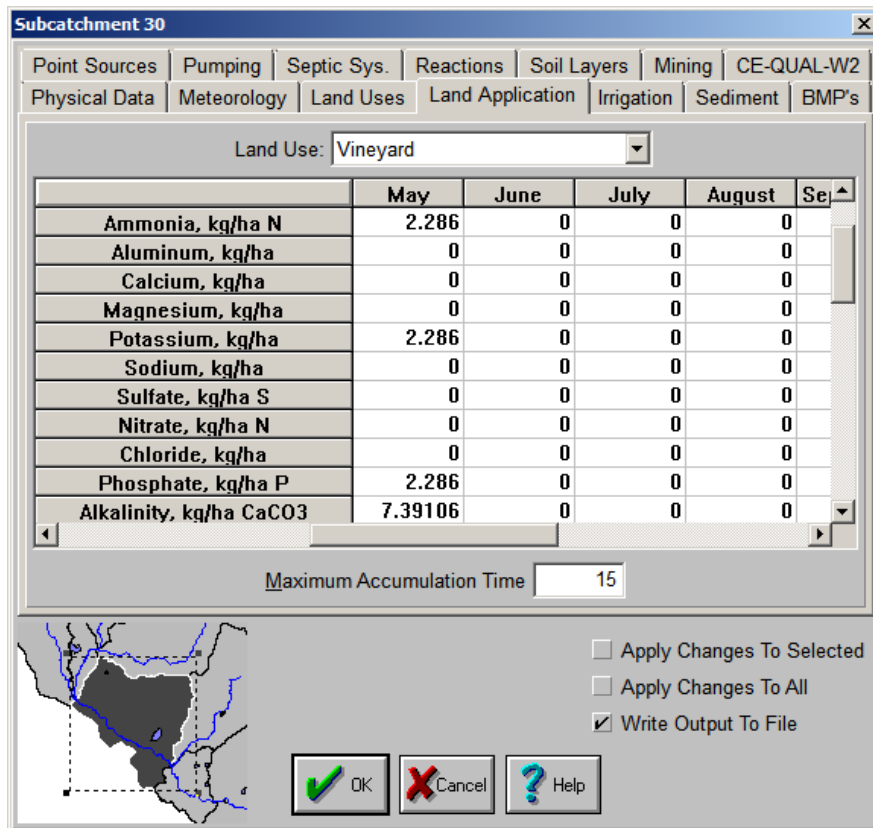 Subcatchment 30
Point Sources Pumping Septic Sys. Reactions Soil Layers Mining CE-QUAL-W2
Physical Data Meteorology Land Uses Land Application Irrigation Sediment BMP's
Land Use: Vineyard
May June July August Sep
Ammonia, kg/ha N 2.286 0 0 0
Aluminum, kg/ha 0 0 0 0
Calcium, kg/ha 0 0 0 0
Magnesium, kg/ha 0 0 0 0
Potassium, kg/ha 2.286 0 0 0
Sodium, kg/ha 0 0 0 0
Sulfate, kg/ha S 0 0 0 0
Nitrate, kg/ha N 0 0 0 0
Chloride, kg/ha 0 0 0 0
Phosphate, kg/ha P 2.286 0 0 0
Alkalinity, kg/ha CaCO3 7.39106 0 0 0
Maximum Accumulation Time 15
Apply Changes To Selected
Apply Changes To All
Write Output To File
OK Cancel Help